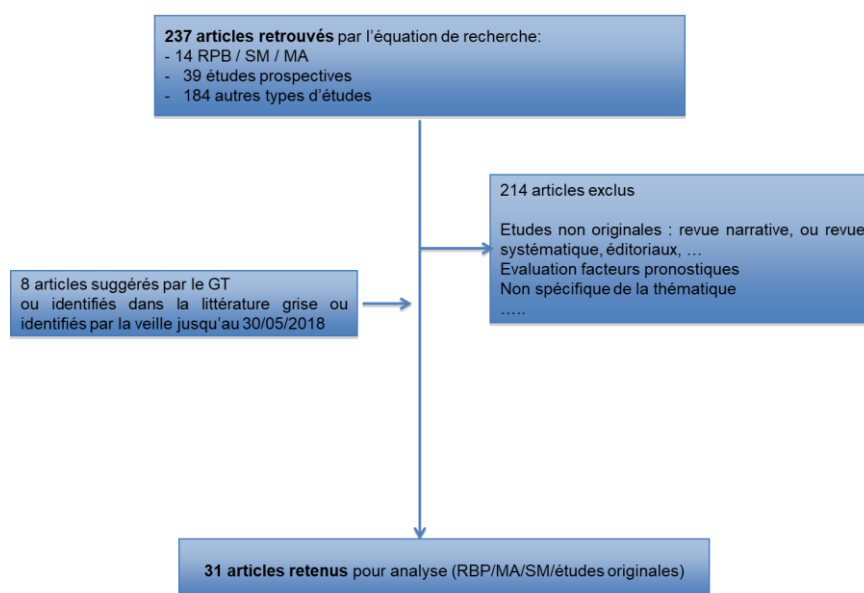 237 articles retrouvés par l'équation de recherche:
- 14 RPB / SM / MA
- 39 études prospectives
- 184 autres types d'études
214 articles exclus
Etudes non originales : revue narrative, ou revue
systématique, éditoriaux, …
Evaluation facteurs pronostiques
Non spécifique de la thématique
…..
8 articles suggérés par le GT
ou identifiés dans la littérature grise ou
identifiés par la veille jusqu'au 30/05/2018
31 articles retenus pour analyse (RBP/MA/SM/études originales)